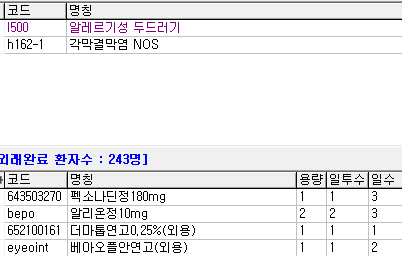 코드 명칭
l500 알레르기성 두드러기
h162-1 각막결막염 NOS
외래완료 환자수 : 243명]
코드 명칭 용량 일투수 일수
643503270 펙소나딘정180mg 1 1 3
bepo 알리온정10mg 2 2 3
652100161 더마톱연고0,25%(외용) 1 1 1
eyeoint 베아오플안연고(외용) 1 1 2